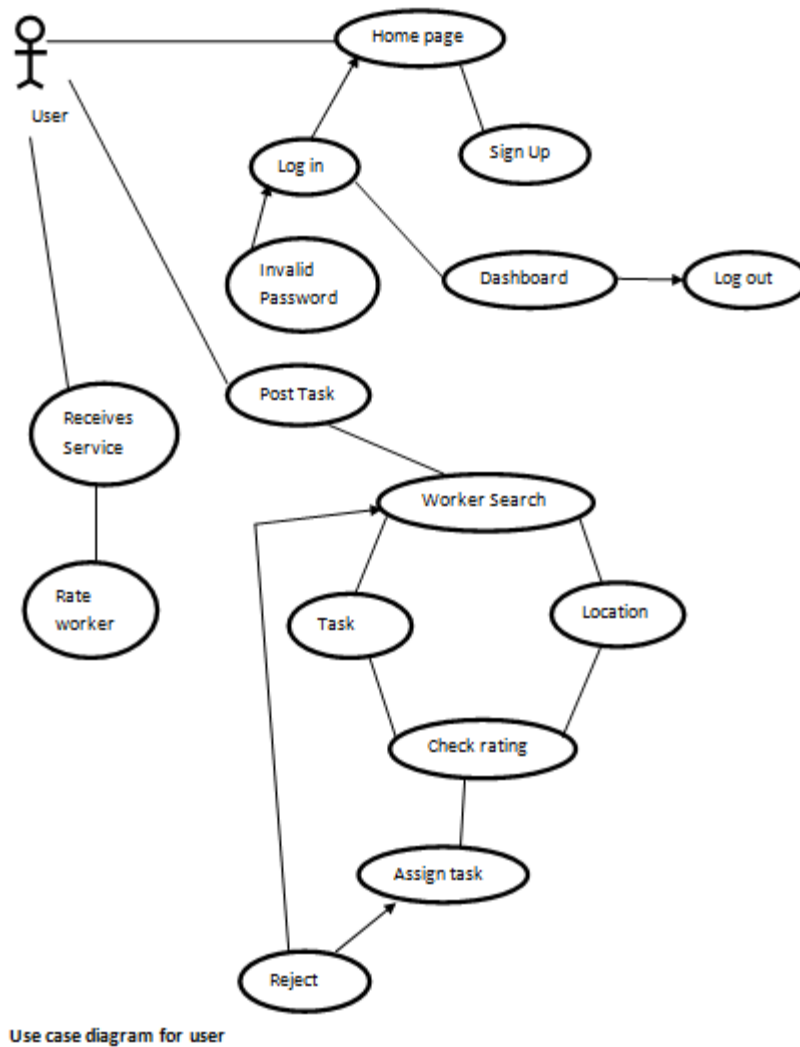 Home page
User
Sign Up
Log in
Invalid
Password
Dashboard
Log out
Post Task
Receives
Service
Worker Search
Rate
worker
Task
Location
Check rating
Assign task
Reject
Use case diagram for user